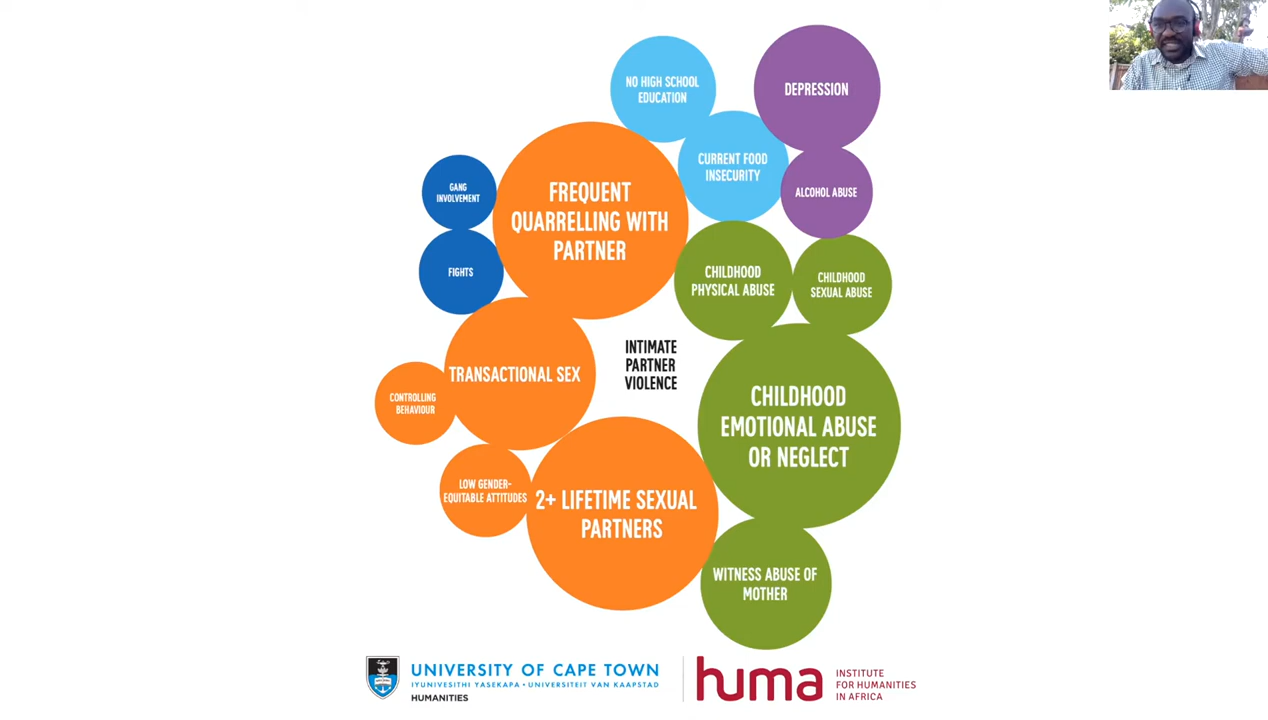 NO HIGH SCHOOL
EDUCATION
DEPRESSION
CURRENT FOOD
INSECURITY
GANG
INVOLVEMENT
FREQUENT
QUARRELLING WITH
PARTNER
ALCOHOL ABUSE
FIGHTS
CHILDHOOD
PHYSICAL ABUSE
CHILDHOOD
SEXUAL ABUSE
INTIMATE
PARTNER
VIOLENCE
TRANSACTIONAL SEX
CONTROLLING
BEHAVIOUR
CHILDHOOD
EMOTIONAL ABUSE
OR NEGLECT
LOW GENDER-
EQUITABLE ATTITUDES
2+ LIFETIME SEXUAL
PARTNERS
WITNESS ABUSE OF
MOTHER
UNIVERSITY OF CAPE TOWN
IYUNIVESITHI YASEKAPA • UNIVERSITEIT VAN KAAPSTAD
HUMANITIES
huma
INSTITUTE
FOR HUMANITIES
IN AFRICA